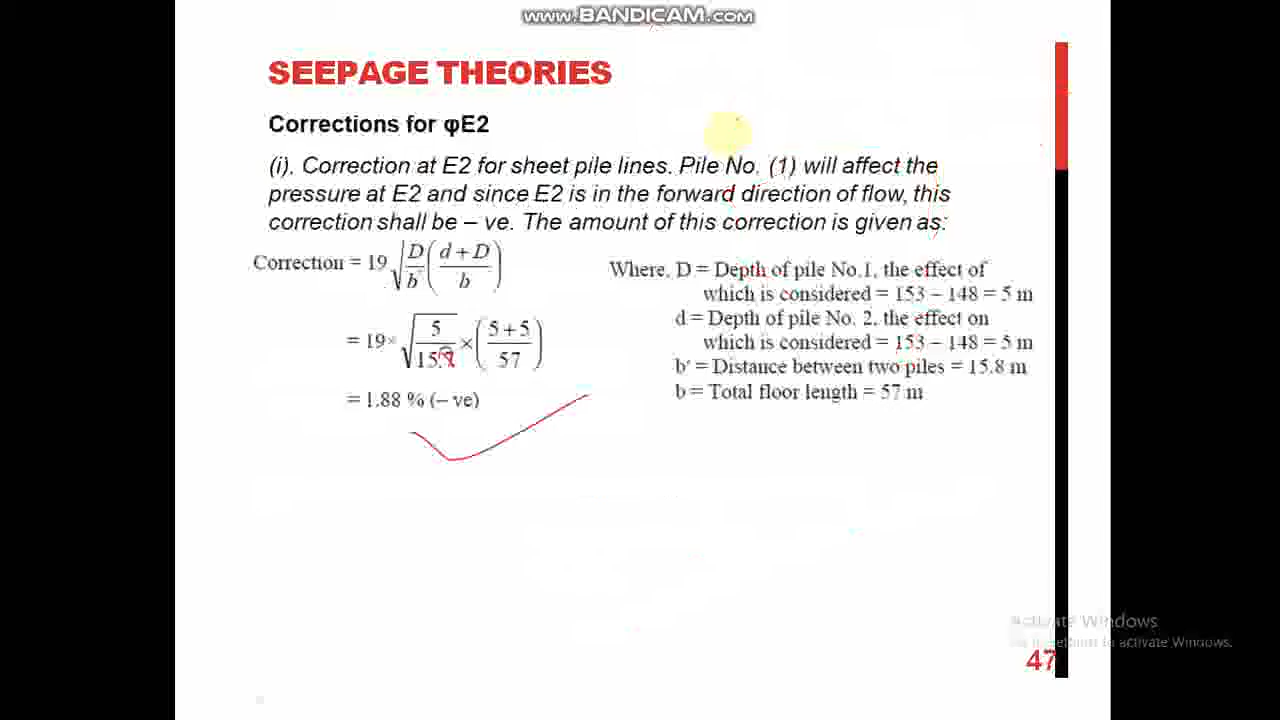 www.BANDICAM.com
SEEPAGE THEORIES
Corrections for φE2
(i). Correction at E2 for sheet pile lines. Pile No. (1) will affect the
pressure at E2 and since E2 is in the forward direction of flow, this
correction shall be – ve. The amount of this correction is given as:
Correction = 19 √(D/b′) ((d + D)/b)
= 19 × √(5/15.8) × ((5 + 5)/57)
= 1.88 % (– ve)
Where, D = Depth of pile No.1, the effect of
which is considered = 153 – 148 = 5 m
d = Depth of pile No. 2, the effect on
which is considered = 153 – 148 = 5 m
b' = Distance between two piles = 15.8 m
b = Total floor length = 57 m
Activate Windows
to activate Windows.
47